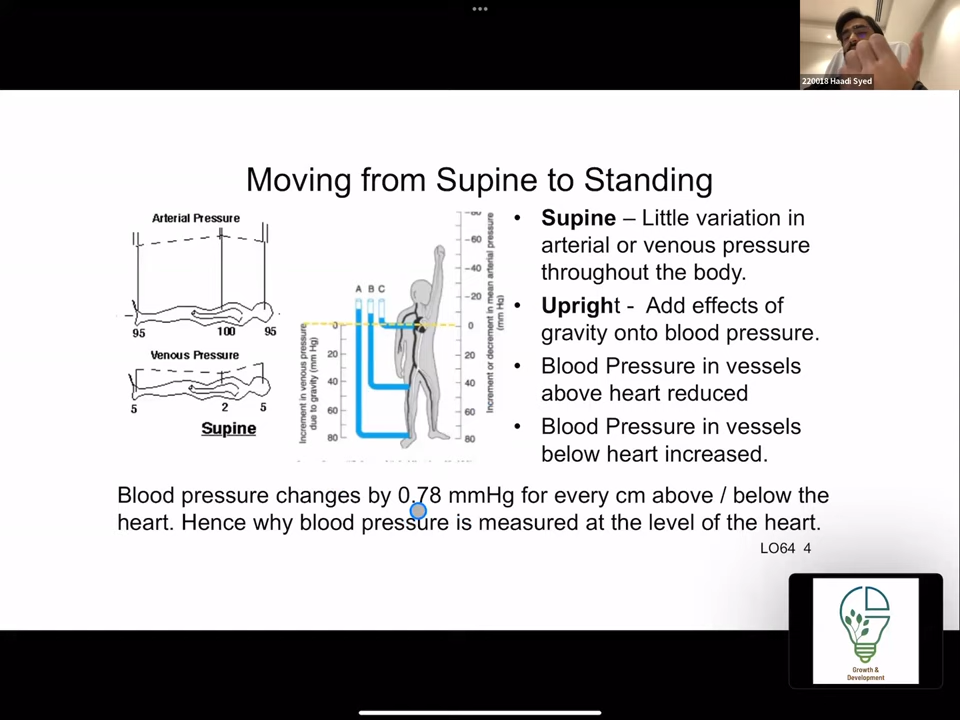 220018 Haadi Syed
Moving from Supine to Standing
Arterial Pressure
95 100 95
Venous Pressure
5 2 5
Supine
A B C
Increment in venous pressure
due to gravity (mm Hg)
0
20
40
60
80
-60
-40
-20
0
20
40
60
80
Increment or decrement in mean arterial pressure
(mm Hg)
• Supine – Little variation in
arterial or venous pressure
throughout the body.
• Upright - Add effects of
gravity onto blood pressure.
• Blood Pressure in vessels
above heart reduced
• Blood Pressure in vessels
below heart increased.
Blood pressure changes by 0.78 mmHg for every cm above / below the
heart. Hence why blood pressure is measured at the level of the heart.
LO64 4
Growth &
Development